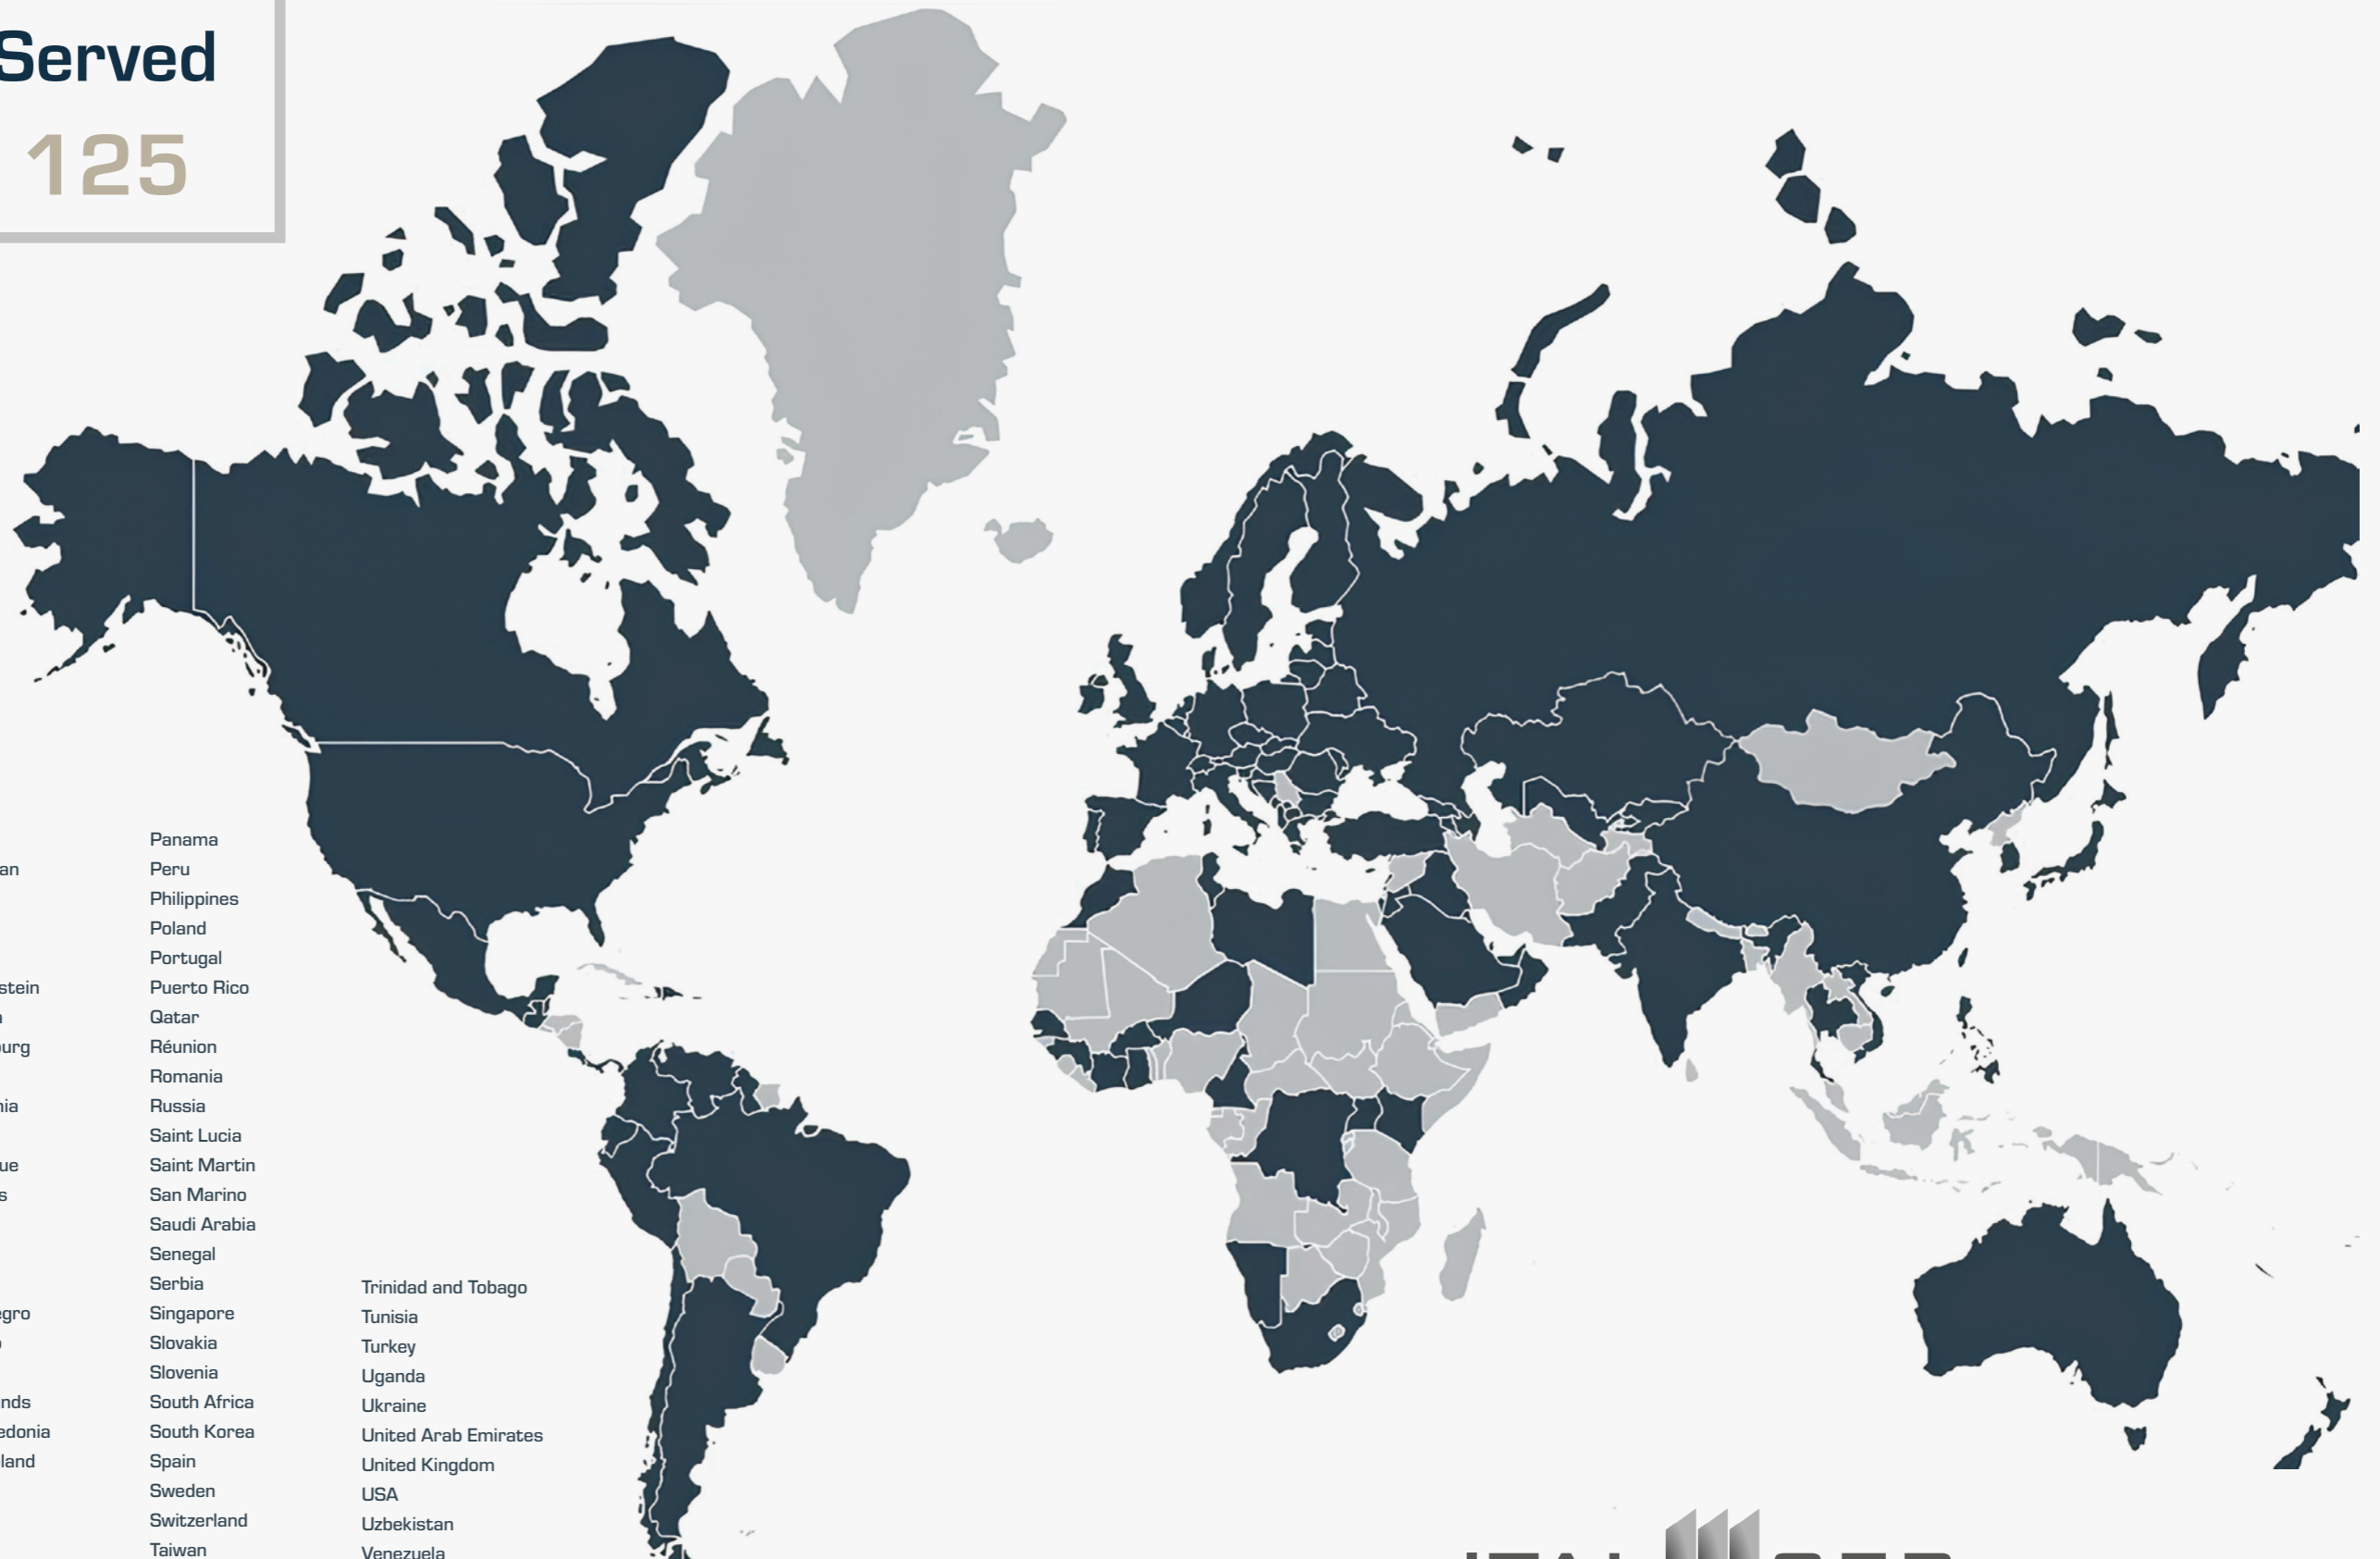 Served
125
an
stein
urg
nia
ue
s
egro
nds
edonia
land
Panama
Peru
Philippines
Poland
Portugal
Puerto Rico
Qatar
Réunion
Romania
Russia
Saint Lucia
Saint Martin
San Marino
Saudi Arabia
Senegal
Serbia
Singapore
Slovakia
Slovenia
South Africa
South Korea
Spain
Sweden
Switzerland
Taiwan
Trinidad and Tobago
Tunisia
Turkey
Uganda
Ukraine
United Arab Emirates
United Kingdom
USA
Uzbekistan
Venezuela